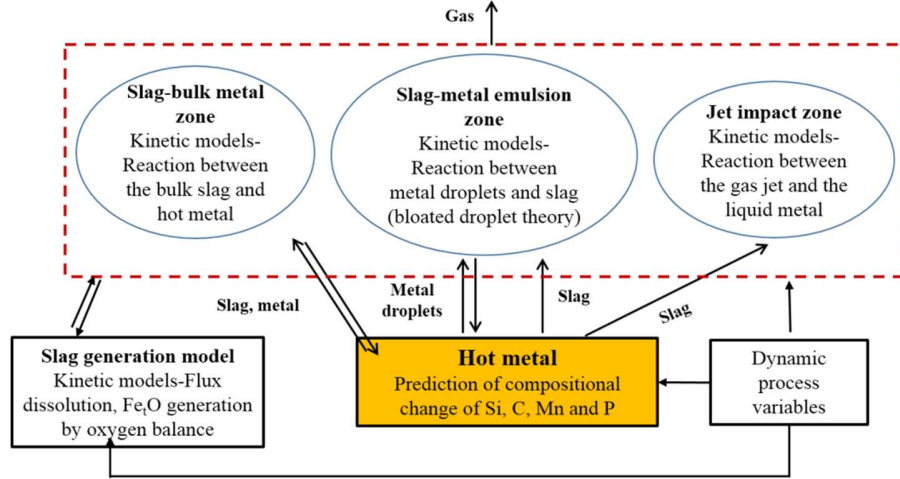 Gas
Slag-bulk metal
zone
Kinetic models-
Reaction between
the bulk slag and
hot metal
Slag-metal emulsion
zone
Kinetic models-
Reaction between
metal droplets and slag
(bloated droplet theory)
Jet impact zone
Kinetic models-
Reaction between
the gas jet and the
liquid metal
Slag, metal
Metal
droplets
Slag
Slag
Slag generation model
Kinetic models-Flux
dissolution, FetO generation
by oxygen balance
Hot metal
Prediction of compositional
change of Si, C, Mn and P
Dynamic
process
variables